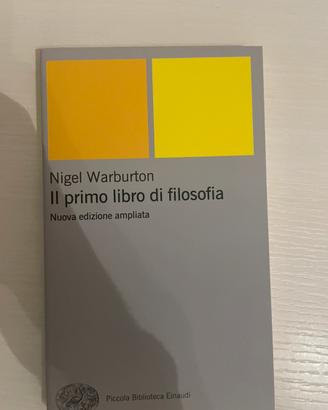 Nigel Warburton
Il primo libro di filosofia
Nuova edizione ampliata
Piccola Biblioteca Einaudi